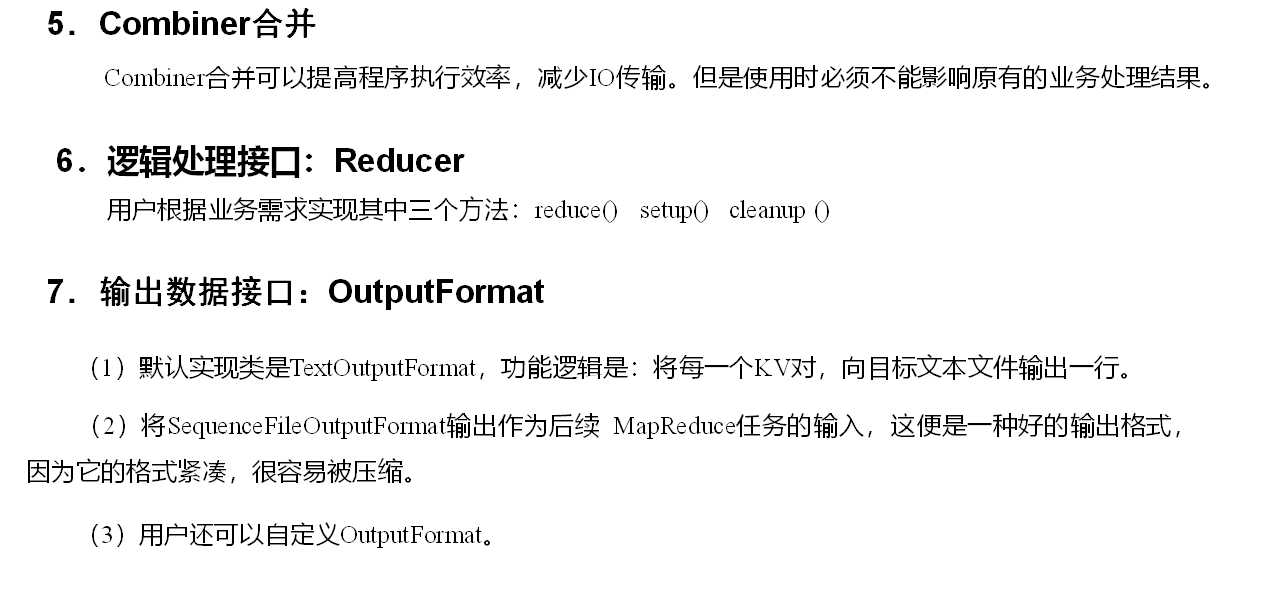 5．Combiner合并
Combiner合并可以提高程序执行效率，减少IO传输。但是使用时必须不能影响原有的业务处理结果。
6．逻辑处理接口：Reducer
用户根据业务需求实现其中三个方法：reduce()   setup()   cleanup ()
7．输出数据接口：OutputFormat
（1）默认实现类是TextOutputFormat，功能逻辑是：将每一个KV对，向目标文本文件输出一行。
（2）将SequenceFileOutputFormat输出作为后续 MapReduce任务的输入，这便是一种好的输出格式，
因为它的格式紧凑，很容易被压缩。
（3）用户还可以自定义OutputFormat。